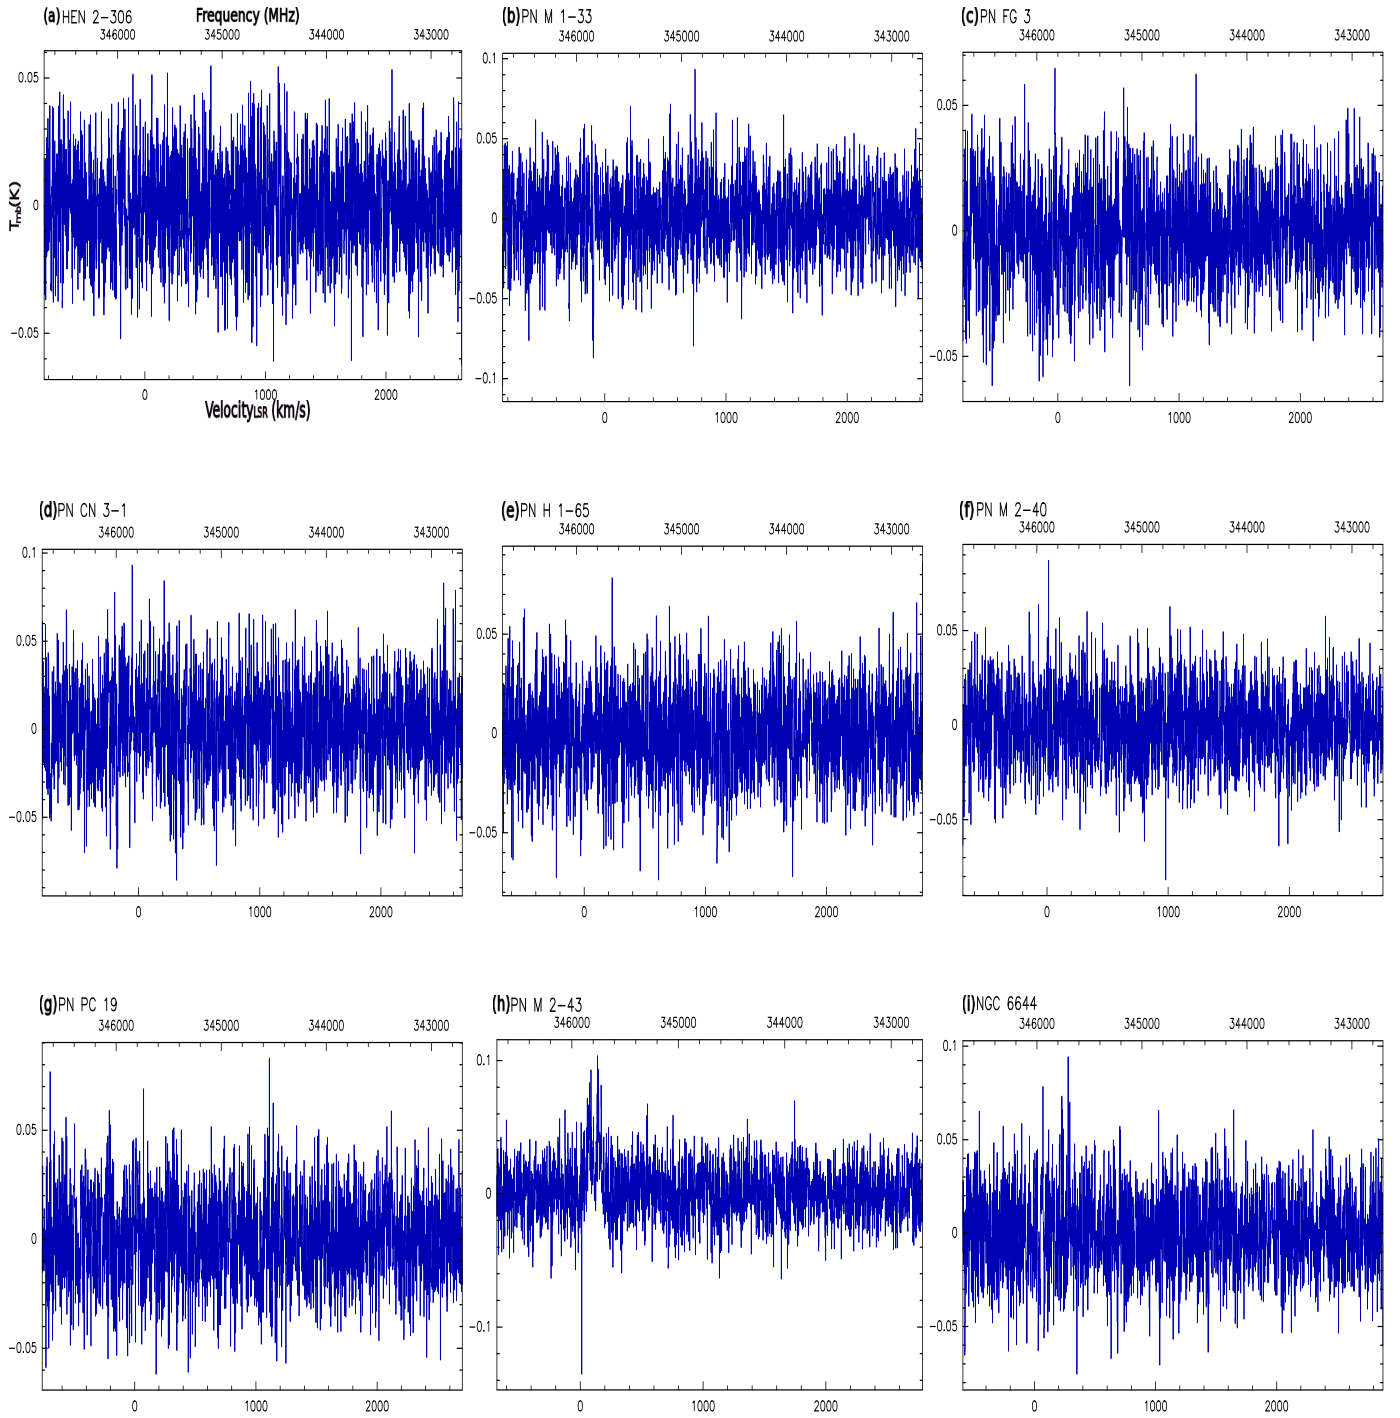 (a)HEN 2-306 Frequency (MHz)
346000 345000 344000 343000
0.05
0
-0.05
Tmb(K)
0 1000 2000
VelocityLSR (km/s)
(b)PN M 1-33
346000 345000 344000 343000
0.1
0.05
0
-0.05
-0.1
0 1000 2000
(c)PN FG 3
346000 345000 344000 343000
0.05
0
-0.05
0 1000 2000
(d)PN CN 3-1
346000 345000 344000 343000
0.1
0.05
0
-0.05
0 1000 2000
(e)PN H 1-65
346000 345000 344000 343000
0.05
0
-0.05
0 1000 2000
(f)PN M 2-40
346000 345000 344000 343000
0.05
0
-0.05
0 1000 2000
(g)PN PC 19
346000 345000 344000 343000
0.05
0
-0.05
0 1000 2000
(h)PN M 2-43
346000 345000 344000 343000
0.1
0
-0.1
0 1000 2000
(i)NGC 6644
346000 345000 344000 343000
0.1
0.05
0
-0.05
0 1000 2000